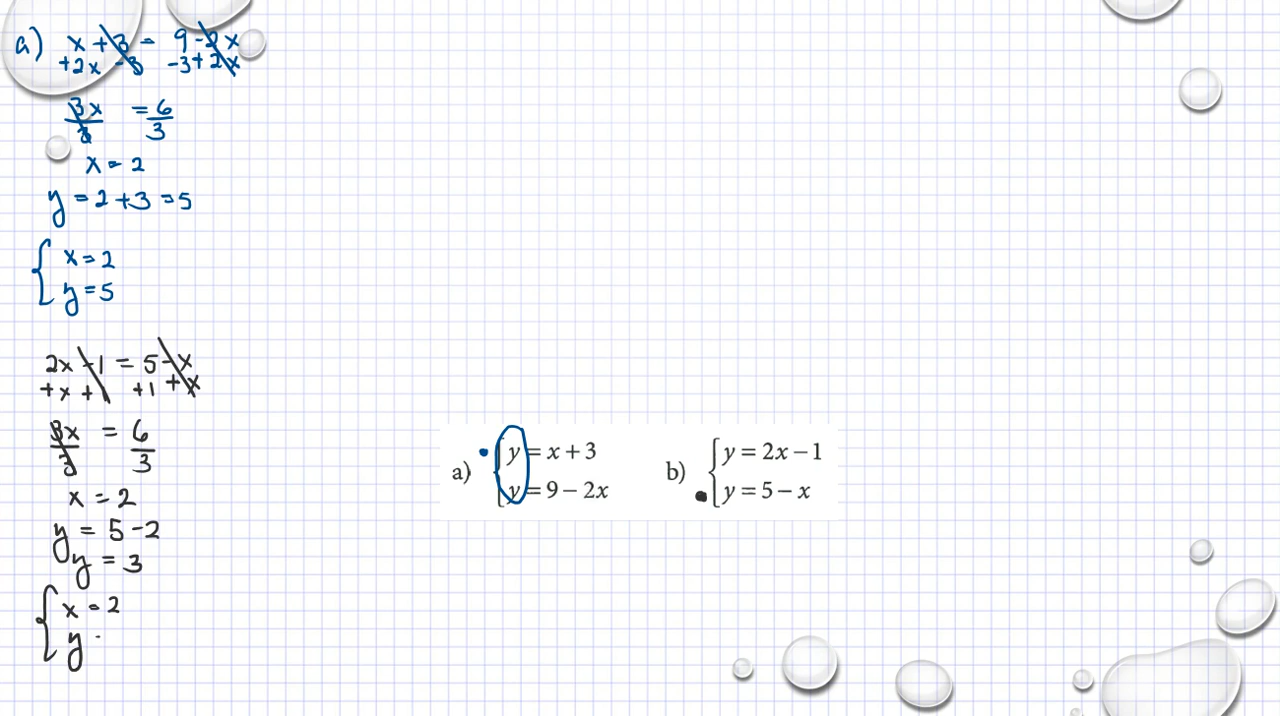 a) x + 3 = 9 - 2x
+2x - 3 -3 + 2x
3x/3 = 6/3
x = 2
y = 2 + 3 = 5
{ x = 2
y = 5
2x - 1 = 5 - x
+x + 1 +1 + x
3x/3 = 6/3
x = 2
y = 5 - 2
y = 3
{ x = 2
y -
a) { y = x + 3
y = 9 – 2x
b) { y = 2x – 1
y = 5 – x